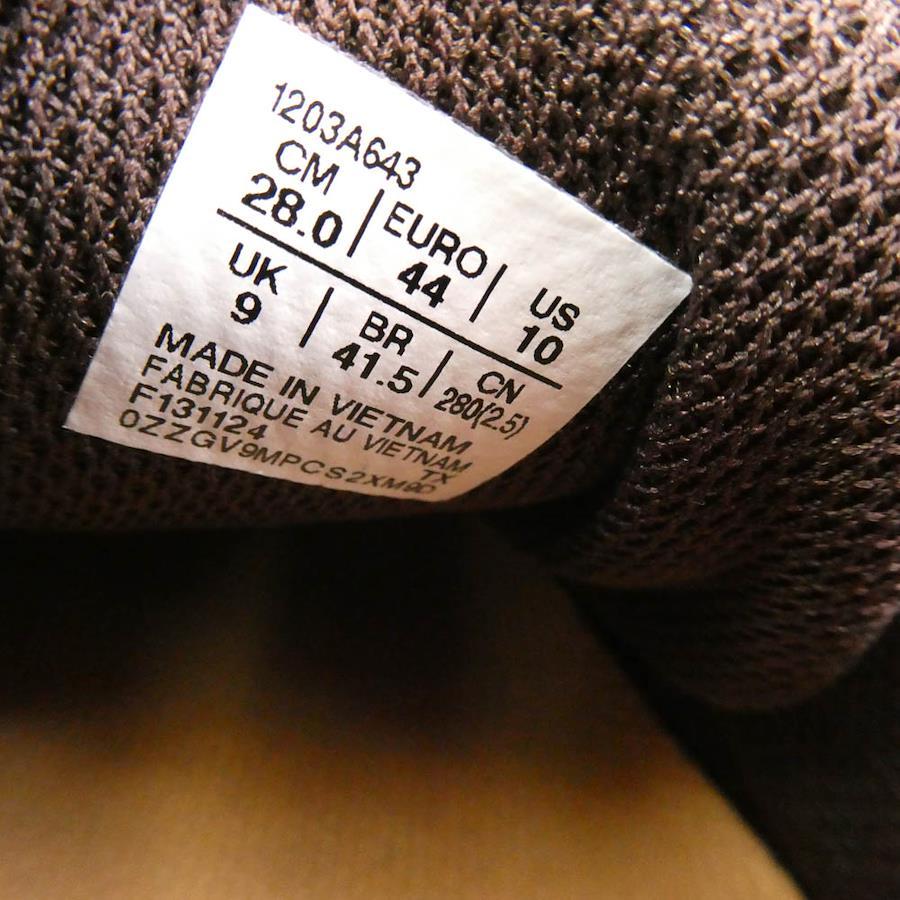 1203A643
CM EURO US
28.0 44 10
UK BR CN
9 41.5 280(2.5)
MADE IN VIETNAM
FABRIQUE AU VIETNAM
F131124 TX
0ZZGV9MPCS2XM9D